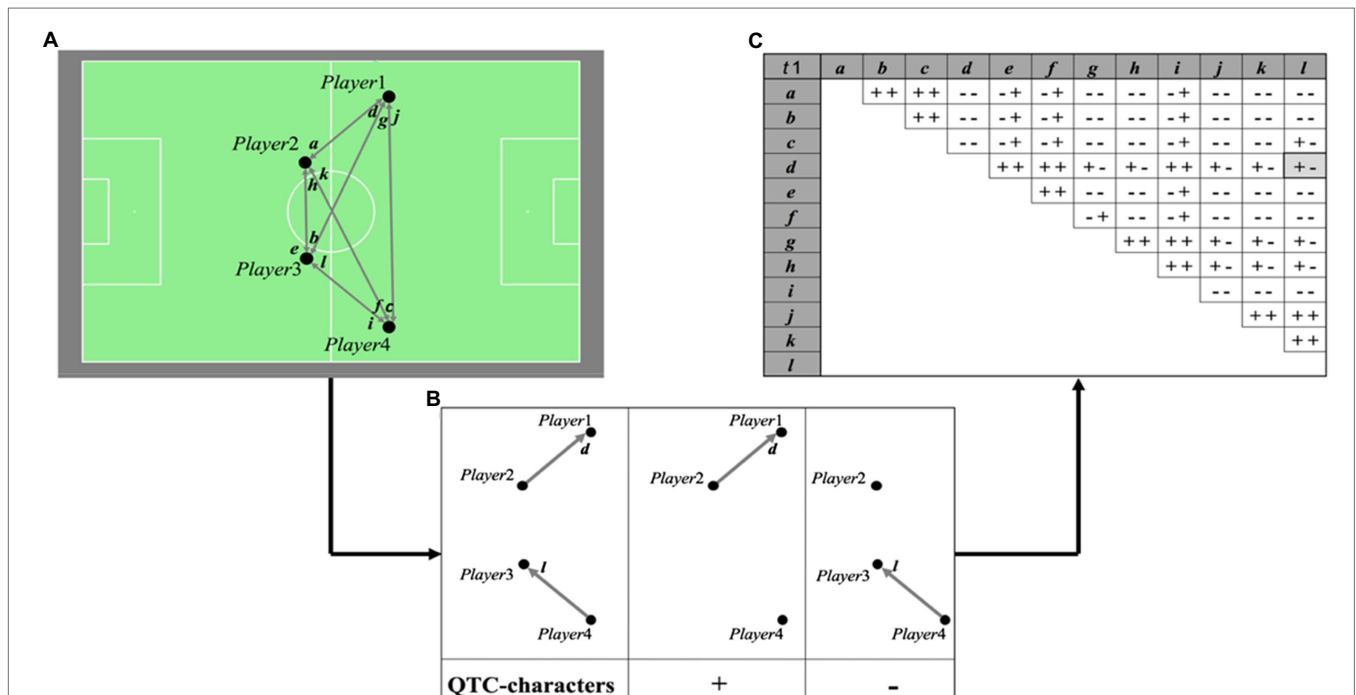 A
Player1
d
g j
Player2 a
k
h
b
e
Player3 l
f c
i
Player4
C
t1 a b c d e f g h i j k l
a ++ ++ -- -+ -+ -- -- -+ -- -- --
b ++ -- -+ -+ -- -- -+ -- -- --
c -- -+ -+ -- -- -+ -- -- +-
d ++ ++ +- +- ++ +- +- +-
e ++ -- -- -+ -- -- --
f -+ -- -+ -- -- --
g ++ ++ +- +- +-
h ++ +- +- +-
i -- -- --
j ++ ++
k ++
l
B
Player1
d
Player2
Player3 l
Player4
Player1
d
Player2
Player4
Player2
Player3 l
Player4
QTC-characters + -